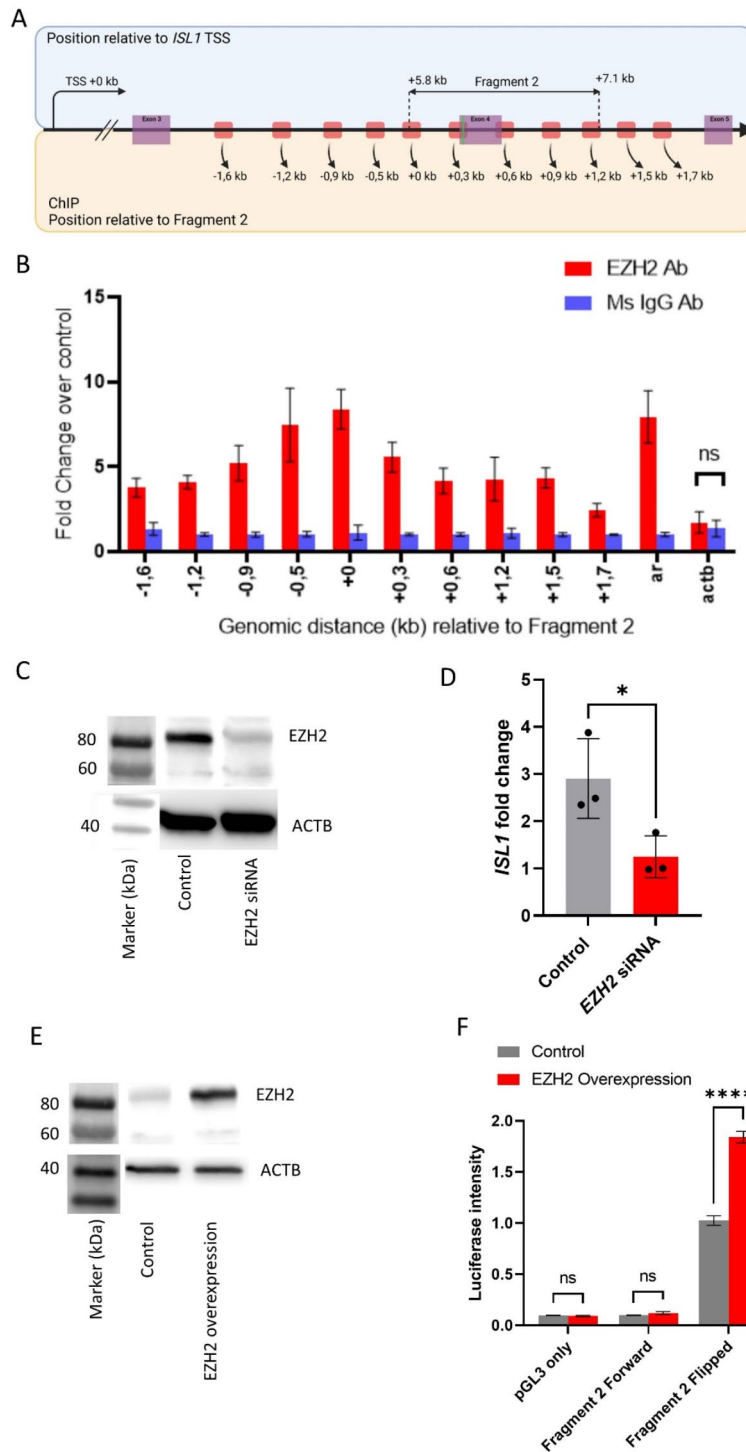 A
Position relative to ISL1 TSS
TSS +0 kb
+5.8 kb
Fragment 2
+7.1 kb
Exon 3
Exon 4
Exon 5
-1,6 kb
-1,2 kb
-0,9 kb
-0,5 kb
+0 kb
+0,3 kb
+0,6 kb
+0,9 kb
+1,2 kb
+1,5 kb
+1,7 kb
ChIP
Position relative to Fragment 2
B
EZH2 Ab
Ms IgG Ab
Fold Change over control
15
10
5
0
ns
-1,6
-1,2
-0,9
-0,5
+0
+0,3
+0,6
+1,2
+1,5
+1,7
ar
actb
Genomic distance (kb) relative to Fragment 2
C
80
60
40
EZH2
ACTB
Marker (kDa)
Control
EZH2 siRNA
D
ISL1 fold change
5
4
3
2
1
0
*
Control
EZH2 siRNA
E
80
60
40
EZH2
ACTB
Marker (kDa)
Control
EZH2 overexpression
F
Control
EZH2 Overexpression
Luciferase intensity
2.0
1.5
1.0
0.5
0.0
ns
ns
****
pGL3 only
Fragment 2 Forward
Fragment 2 Flipped